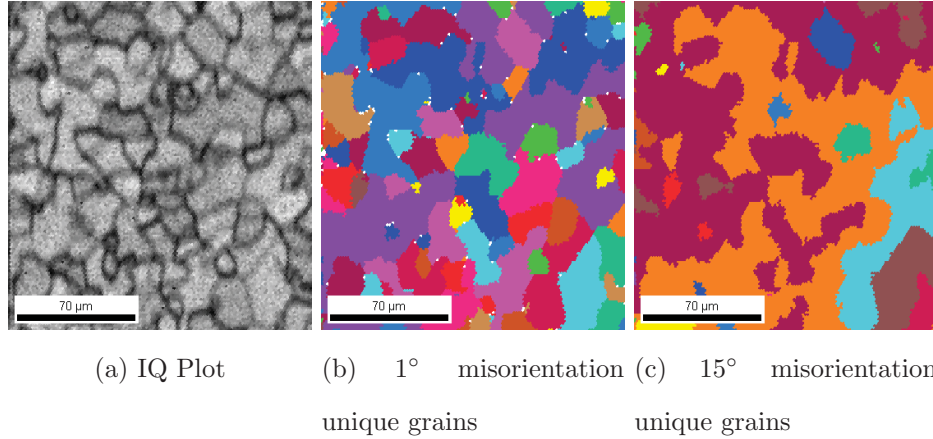 70 µm
70 µm
70 µm
(a) IQ Plot
(b) 1° misorientation
unique grains
(c) 15° misorientation
unique grains